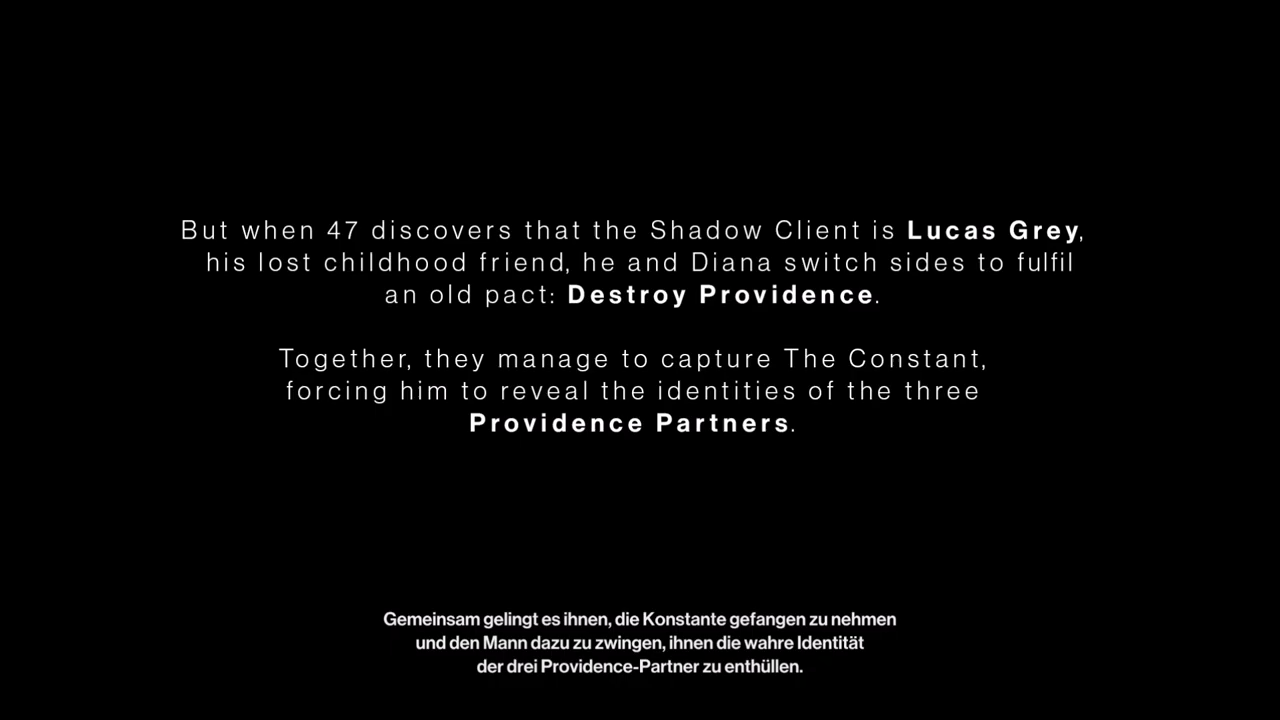 But when 47 discovers that the Shadow Client is Lucas Grey,
his lost childhood friend, he and Diana switch sides to fulfil
an old pact: Destroy Providence.
Together, they manage to capture The Constant,
forcing him to reveal the identities of the three
Providence Partners.
Gemeinsam gelingt es ihnen, die Konstante gefangen zu nehmen
und den Mann dazu zu zwingen, ihnen die wahre Identität
der drei Providence-Partner zu enthüllen.